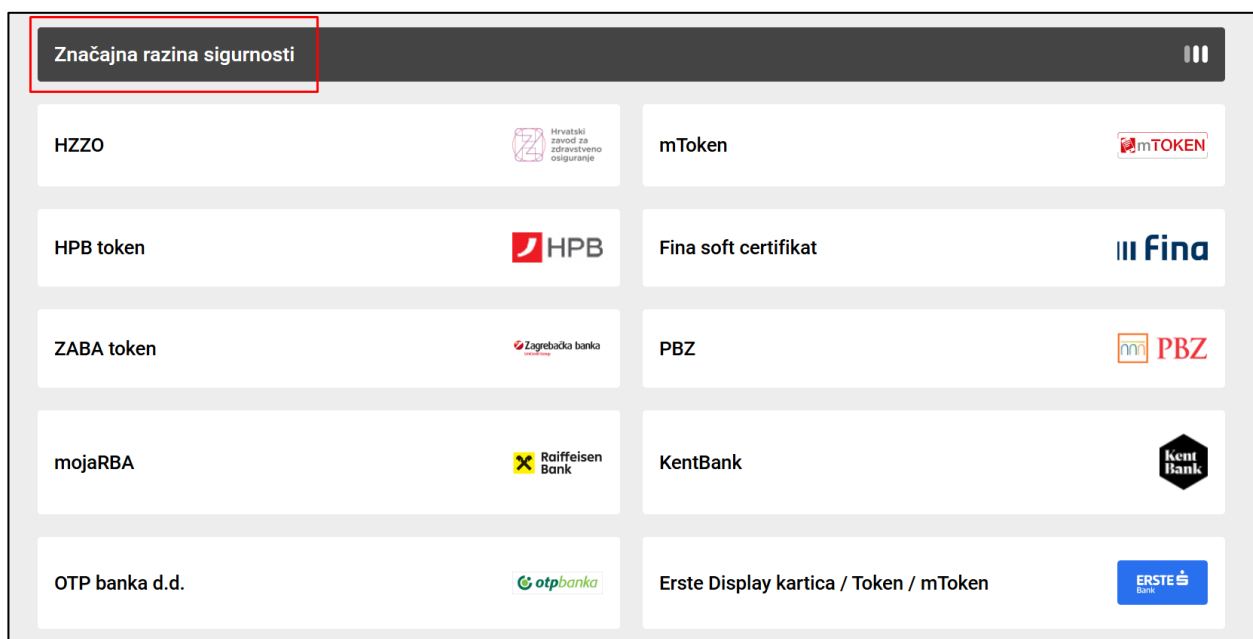 Značajna razina sigurnosti
HZZO
Hrvatski
zavod za
zdravstveno
osiguranje
mToken
mTOKEN
HPB token
HPB
Fina soft certifikat
Fina
ZABA token
Zagrebačka banka
UniCredit Group
PBZ
PBZ
mojaRBA
Raiffeisen
Bank
KentBank
Kent
Bank
OTP banka d.d.
otpbanka
Erste Display kartica / Token / mToken
ERSTE
Bank